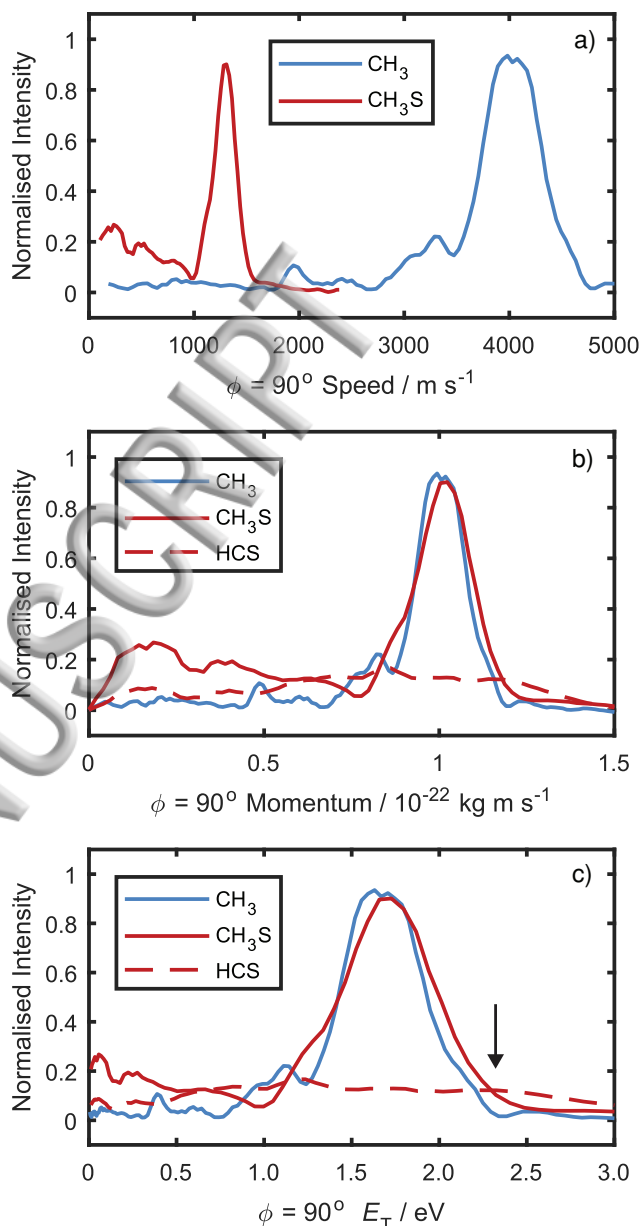 a)
CH3
CH3S
Normalised Intensity
1
0.8
0.6
0.4
0.2
0
0 1000 2000 3000 4000 5000
ϕ = 90° Speed / m s⁻¹
b)
CH3
CH3S
HCS
Normalised Intensity
1
0.8
0.6
0.4
0.2
0
0 0.5 1.0 1.5
ϕ = 90° Momentum / 10⁻²² kg m s⁻¹
c)
CH3
CH3S
HCS
Normalised Intensity
1
0.8
0.6
0.4
0.2
0
0 0.5 1.0 1.5 2.0 2.5 3.0
ϕ = 90° E_T / eV
USCRIPT